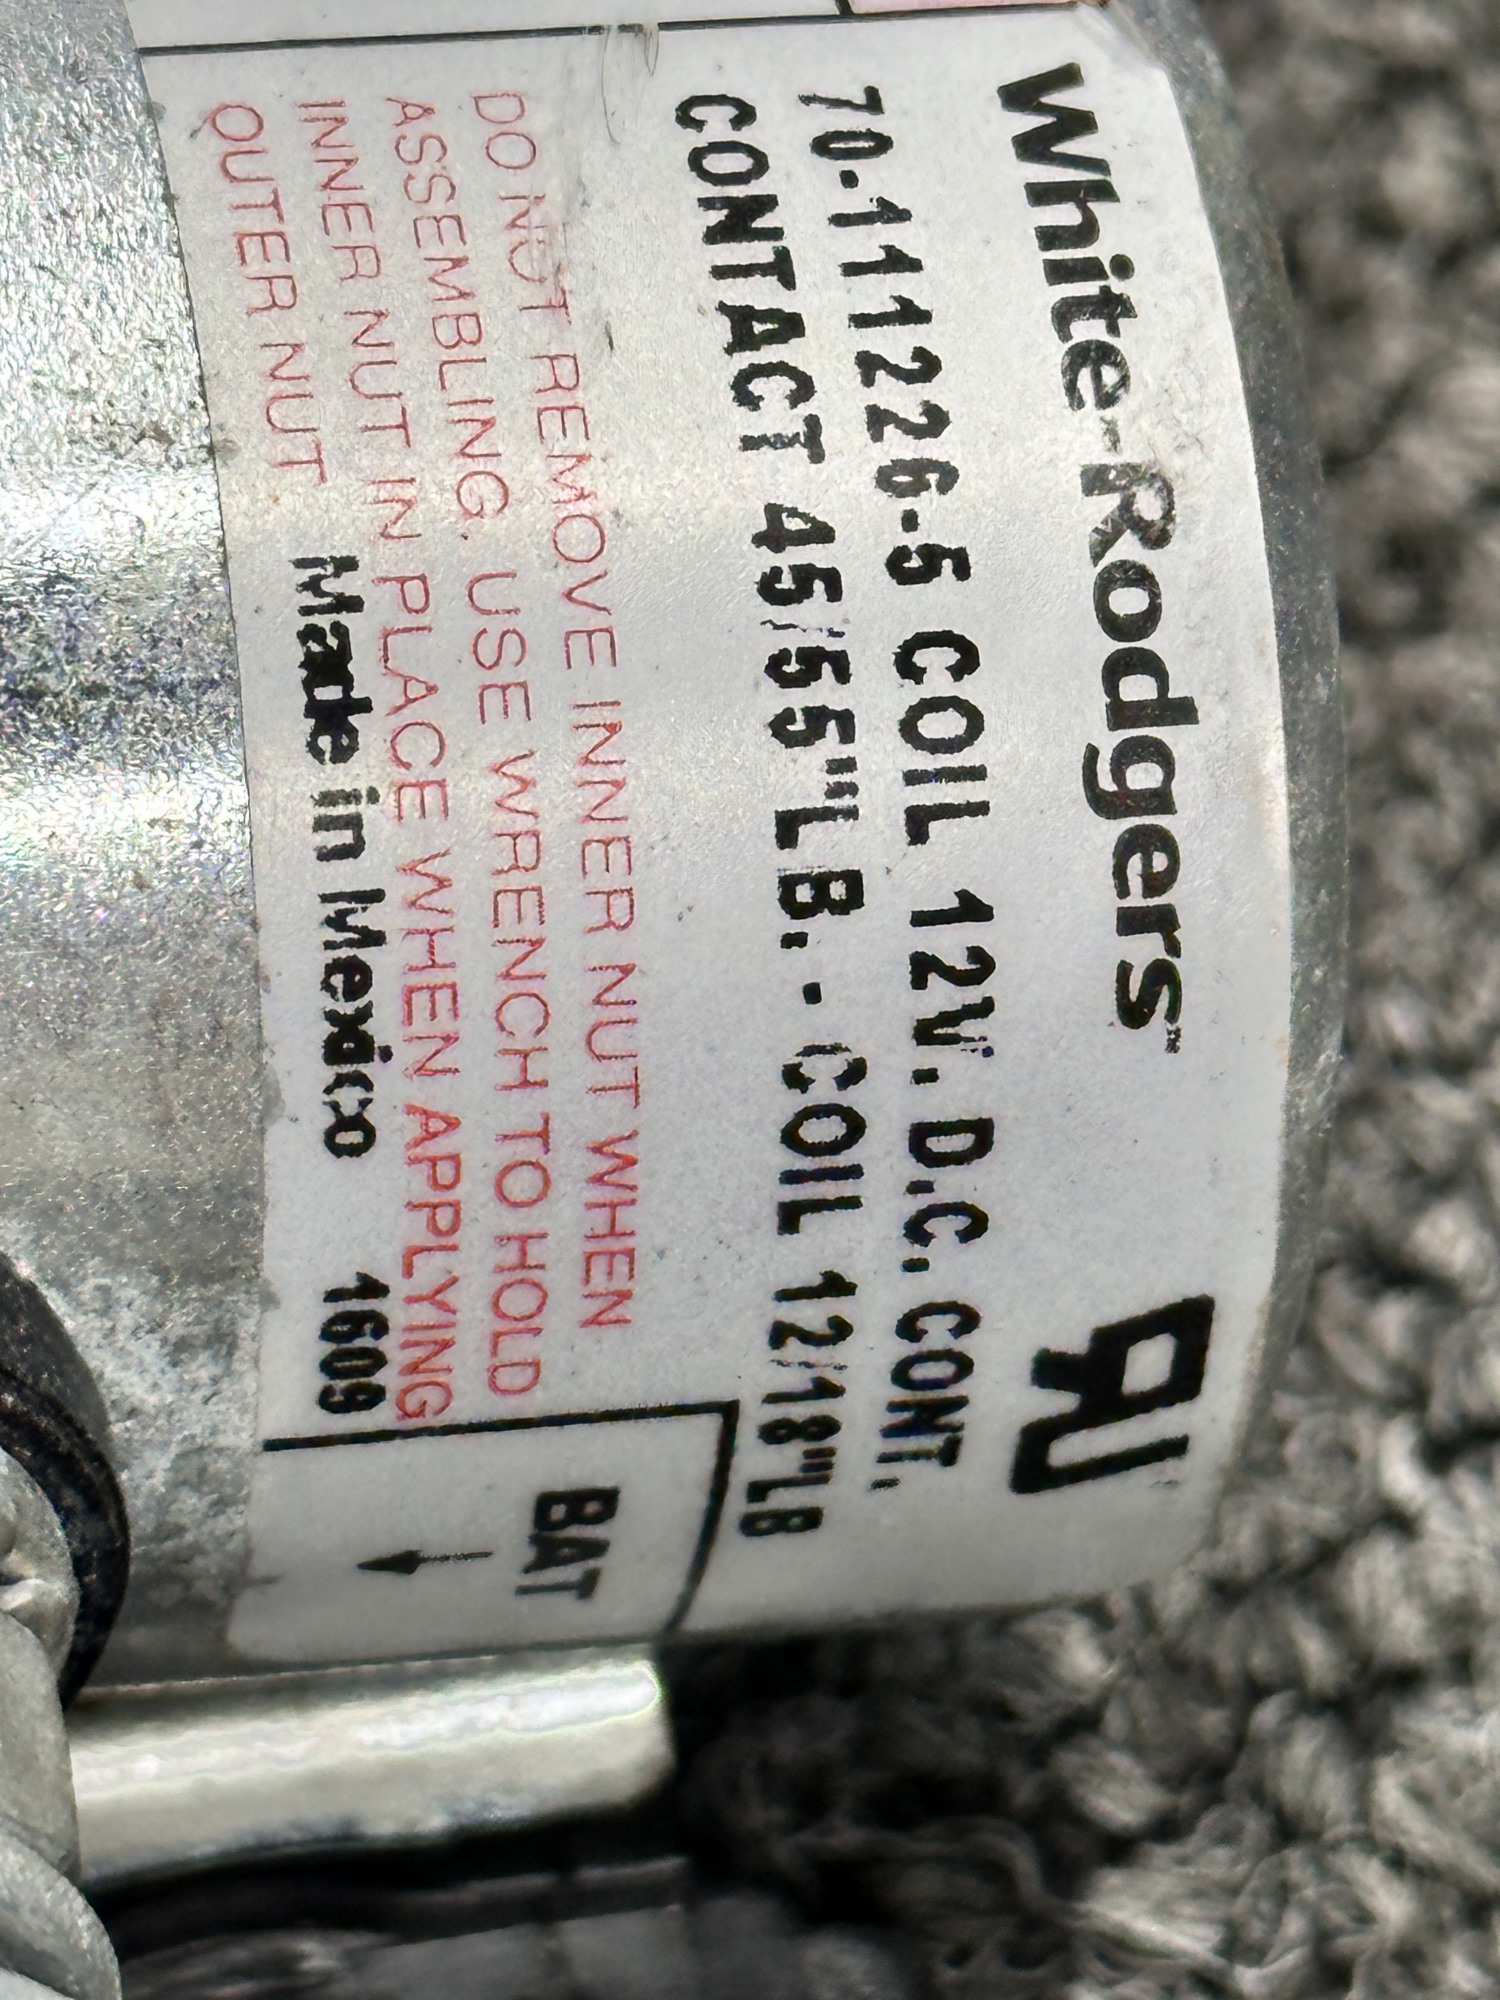 White-Rodgers™
70-111226-5 COIL 12V. D.C. CONT.
CONTACT 45/55"LB. - COIL 12/18"LB
DO NOT REMOVE INNER NUT WHEN
ASSEMBLING. USE WRENCH TO HOLD
INNER NUT IN PLACE WHEN APPLYING
OUTER NUT
Made in Mexico 1609
BAT